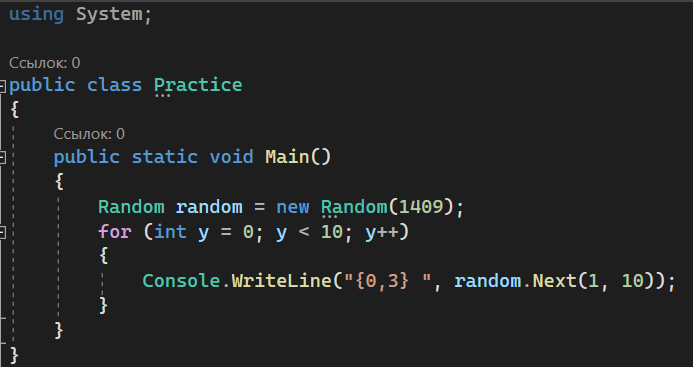 using System;
Ссылок: 0
public class Practice
{
Ссылок: 0
public static void Main()
{
Random random = new Random(1409);
for (int y = 0; y < 10; y++)
{
Console.WriteLine("{0,3} ", random.Next(1, 10));
}
}
}